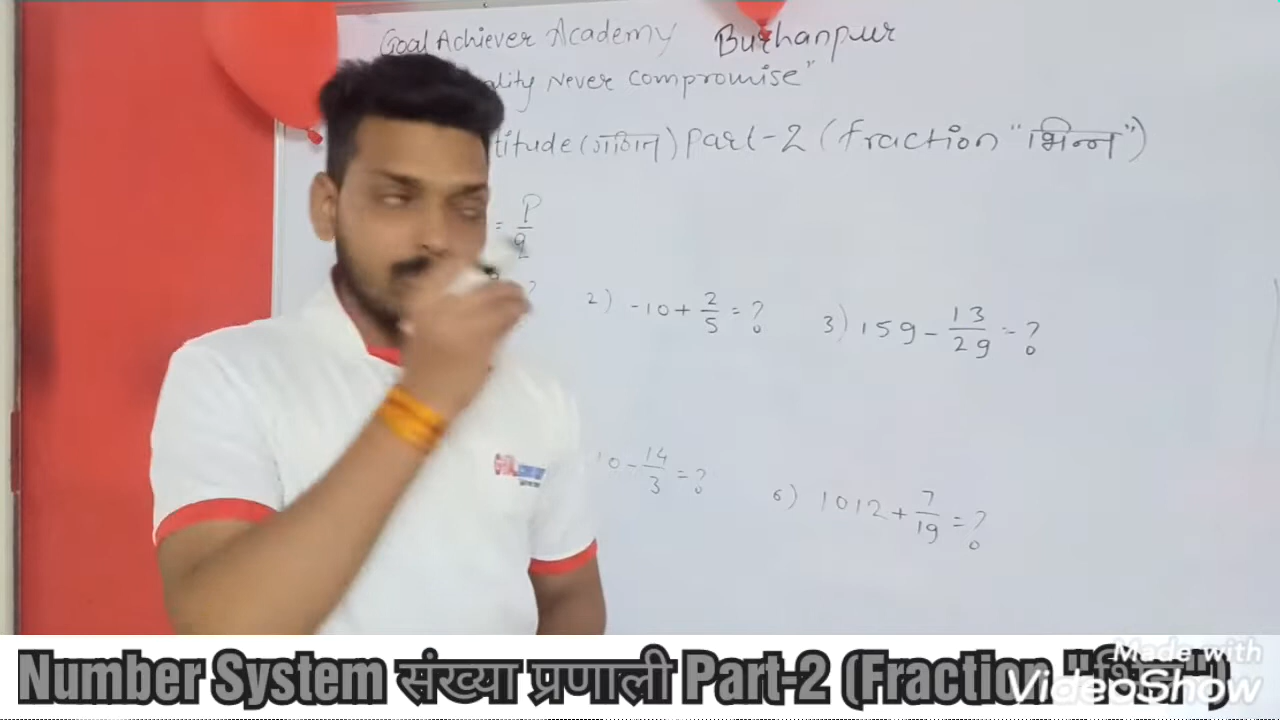 Goal Achiever Academy Burhanpur
ality Never Compromise"
titude (गणित) Part-2 (fraction "भिन्न")
= P/q
?
2) -10 + 2/5 = ?
3) 159 - 13/29 = ?
10 - 14/3 = ?
6) 1012 + 7/19 = ?
Number System संख्या प्रणाली Part-2 (Fraction "भिन्न")
Made with
VideoShow